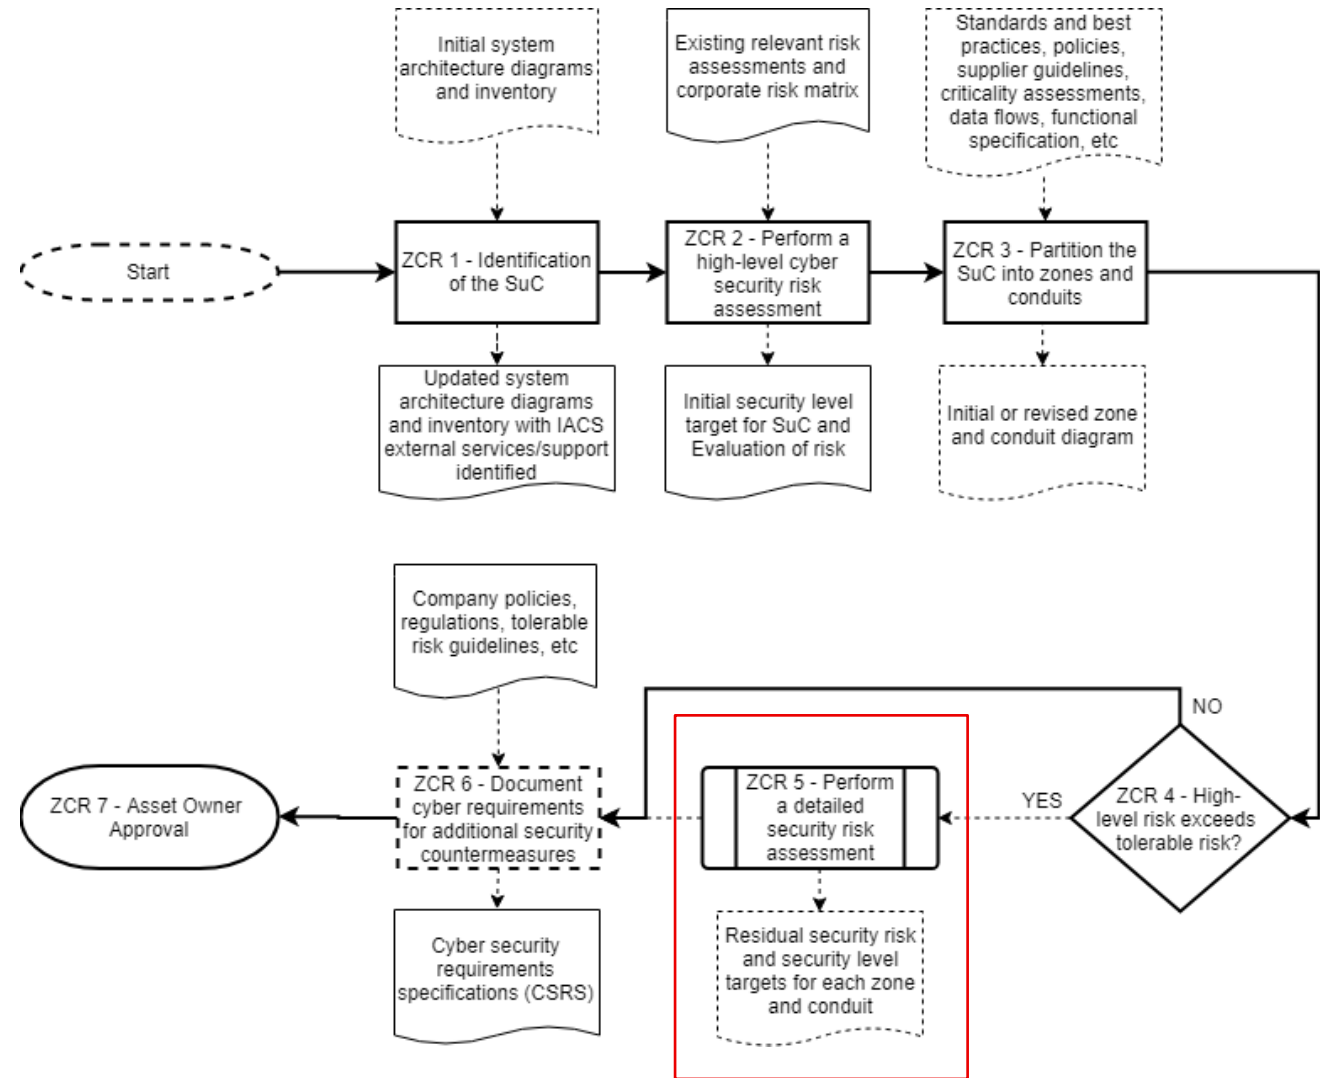 Initial system
architecture diagrams
and inventory
Existing relevant risk
assessments and
corporate risk matrix
Standards and best
practices, policies,
supplier guidelines,
criticality assessments,
data flows, functional
specification, etc
Start
ZCR 1 - Identification
of the SuC
ZCR 2 - Perform a
high-level cyber
security risk
assessment
ZCR 3 - Partition the
SuC into zones and
conduits
Updated system
architecture diagrams
and inventory with IACS
external services/support
identified
Initial security level
target for SuC and
Evaluation of risk
Initial or revised zone
and conduit diagram
Company policies,
regulations, tolerable
risk guidelines, etc
NO
ZCR 7 - Asset Owner
Approval
ZCR 6 - Document
cyber requirements
for additional security
countermeasures
ZCR 5 - Perform
a detailed
security risk
assessment
YES
ZCR 4 - High-
level risk exceeds
tolerable risk?
Cyber security
requirements
specifications (CSRS)
Residual security risk
and security level
targets for each zone
and conduit